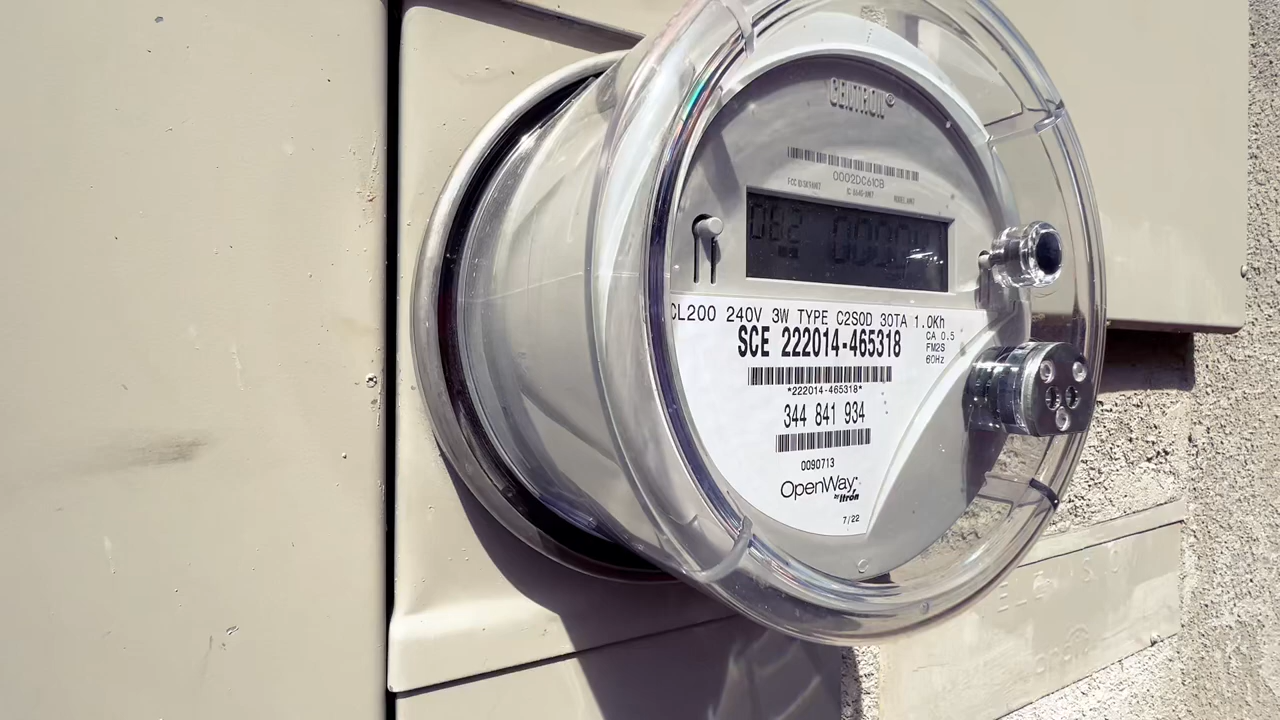 CENTRON®
0002DC61CB
CL200 240V 3W TYPE C2SOD 30TA 1.0Kh
SCE 222014-465318
CA 0.5
FM2S
60Hz
*222014-465318*
344 841 934
0090713
OpenWay
by Itron
7/22